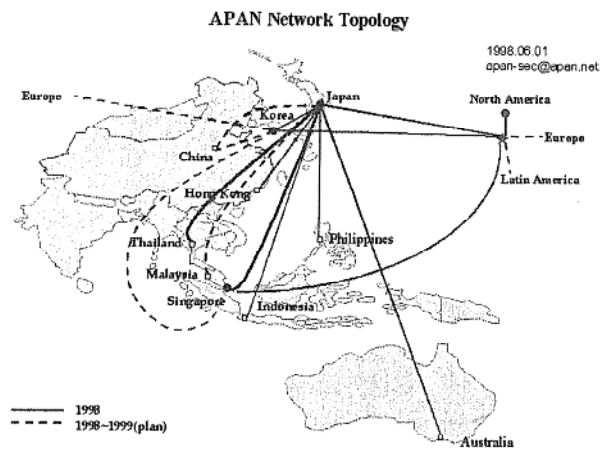 APAN Network Topology
1998.06.01
apan-sec@apan.net
Europe
Japan
North America
Korea
Europe
China
Latin America
Hong Kong
Thailand
Philippines
Malaysia
Singapore
Indonesia
1998
1998~1999(plan)
Australia